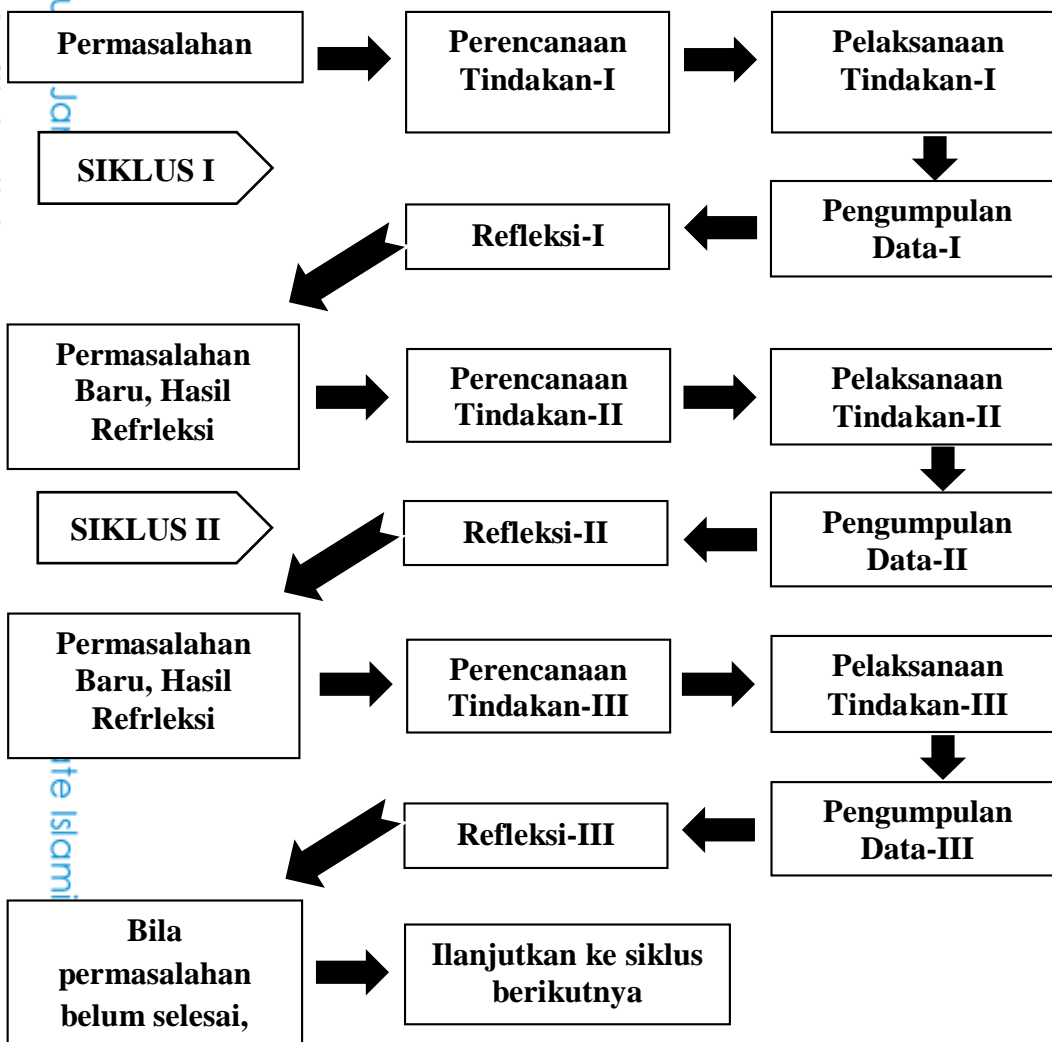 Permasalahan
Perencanaan
Tindakan-I
Pelaksanaan
Tindakan-I
SIKLUS I
Pengumpulan
Data-I
Refleksi-I
Permasalahan
Baru, Hasil
Refrleksi
Perencanaan
Tindakan-II
Pelaksanaan
Tindakan-II
SIKLUS II
Pengumpulan
Data-II
Refleksi-II
Permasalahan
Baru, Hasil
Refrleksi
Perencanaan
Tindakan-III
Pelaksanaan
Tindakan-III
Pengumpulan
Data-III
Refleksi-III
Bila
permasalahan
belum selesai,
Ilanjutkan ke siklus
berikutnya